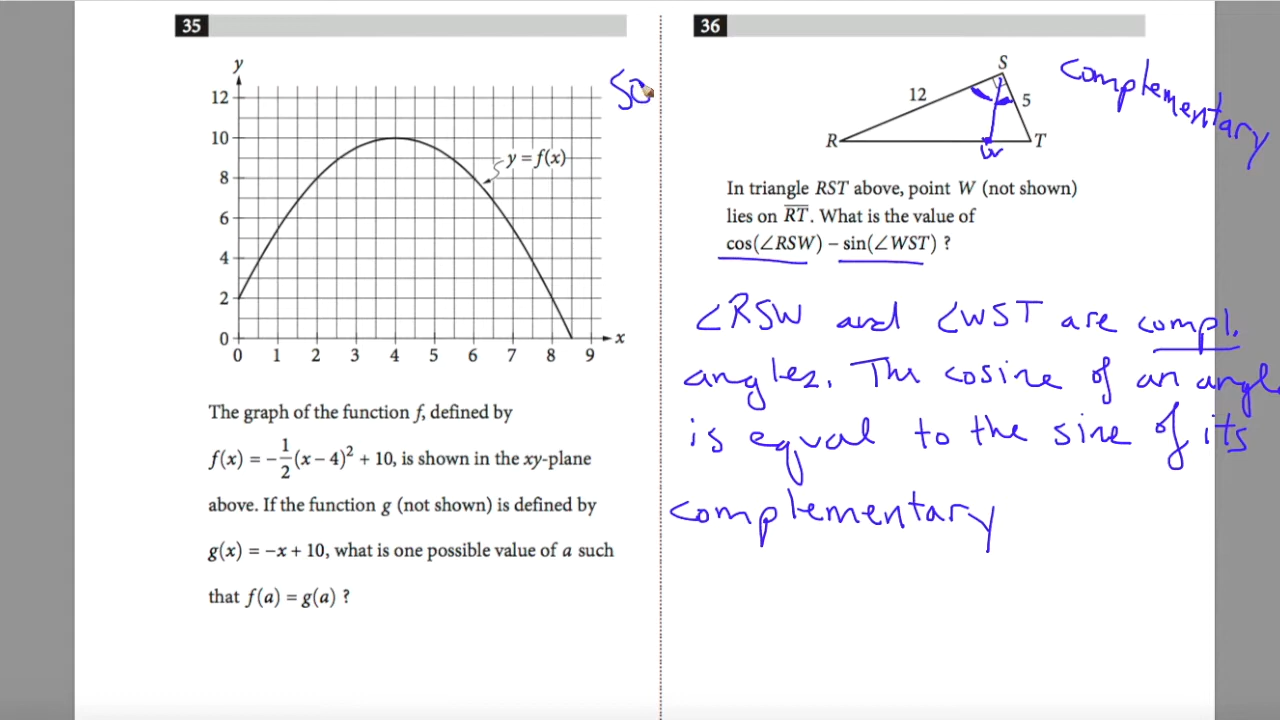 35
y
12
10
8
6
4
2
0
0 1 2 3 4 5 6 7 8 9 x
y = f(x)
The graph of the function f, defined by
f(x) = -1/2(x – 4)² + 10, is shown in the xy-plane
above. If the function g (not shown) is defined by
g(x) = –x + 10, what is one possible value of a such
that f(a) = g(a) ?
36
S
12
5
R
T
W
complementary
In triangle RST above, point W (not shown)
lies on R̅T̅. What is the value of
cos(∠RSW) – sin(∠WST) ?
∠RSW and ∠WST are compl.
angles. The cosine of an angle
is equal to the sine of its
complementary